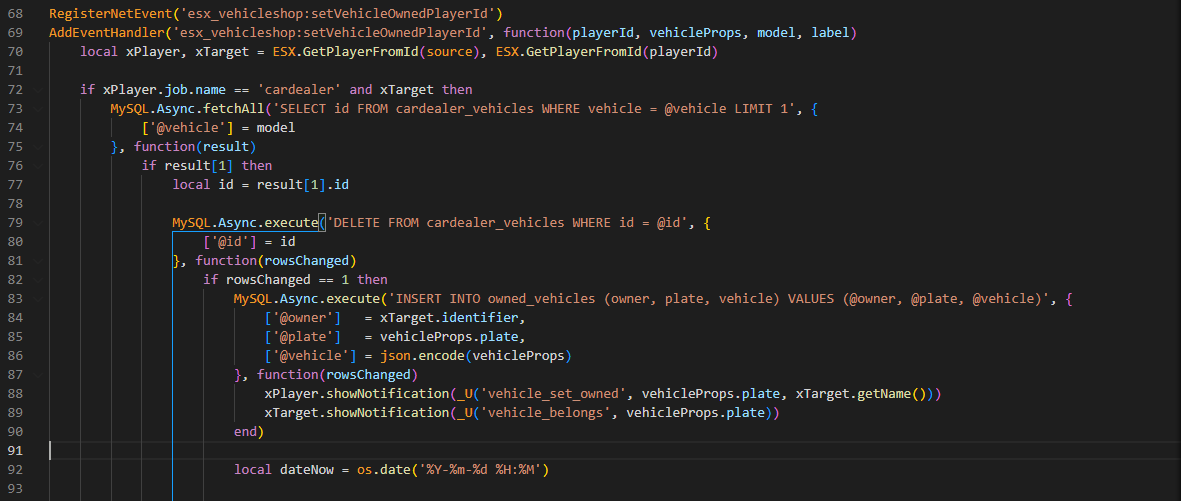 68 RegisterNetEvent('esx_vehicleshop:setVehicleOwnedPlayerId')
69 AddEventHandler('esx_vehicleshop:setVehicleOwnedPlayerId', function(playerId, vehicleProps, model, label)
70     local xPlayer, xTarget = ESX.GetPlayerFromId(source), ESX.GetPlayerFromId(playerId)
71
72     if xPlayer.job.name == 'cardealer' and xTarget then
73         MySQL.Async.fetchAll('SELECT id FROM cardealer_vehicles WHERE vehicle = @vehicle LIMIT 1', {
74             ['@vehicle'] = model
75         }, function(result)
76             if result[1] then
77                 local id = result[1].id
78
79                 MySQL.Async.execute('DELETE FROM cardealer_vehicles WHERE id = @id', {
80                     ['@id'] = id
81                 }, function(rowsChanged)
82                     if rowsChanged == 1 then
83                         MySQL.Async.execute('INSERT INTO owned_vehicles (owner, plate, vehicle) VALUES (@owner, @plate, @vehicle)', {
84                             ['@owner']   = xTarget.identifier,
85                             ['@plate']   = vehicleProps.plate,
86                             ['@vehicle'] = json.encode(vehicleProps)
87                         }, function(rowsChanged)
88                             xPlayer.showNotification(_U('vehicle_set_owned', vehicleProps.plate, xTarget.getName()))
89                             xTarget.showNotification(_U('vehicle_belongs', vehicleProps.plate))
90                         end)
91
92                         local dateNow = os.date('%Y-%m-%d %H:%M')
93